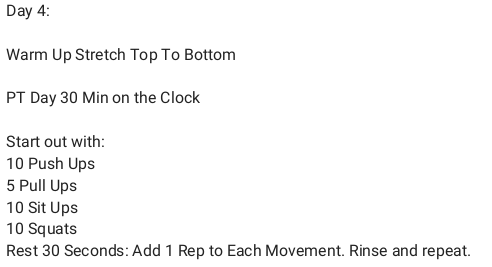 Day 4:
Warm Up Stretch Top To Bottom
PT Day 30 Min on the Clock
Start out with:
10 Push Ups
5 Pull Ups
10 Sit Ups
10 Squats
Rest 30 Seconds: Add 1 Rep to Each Movement. Rinse and repeat.